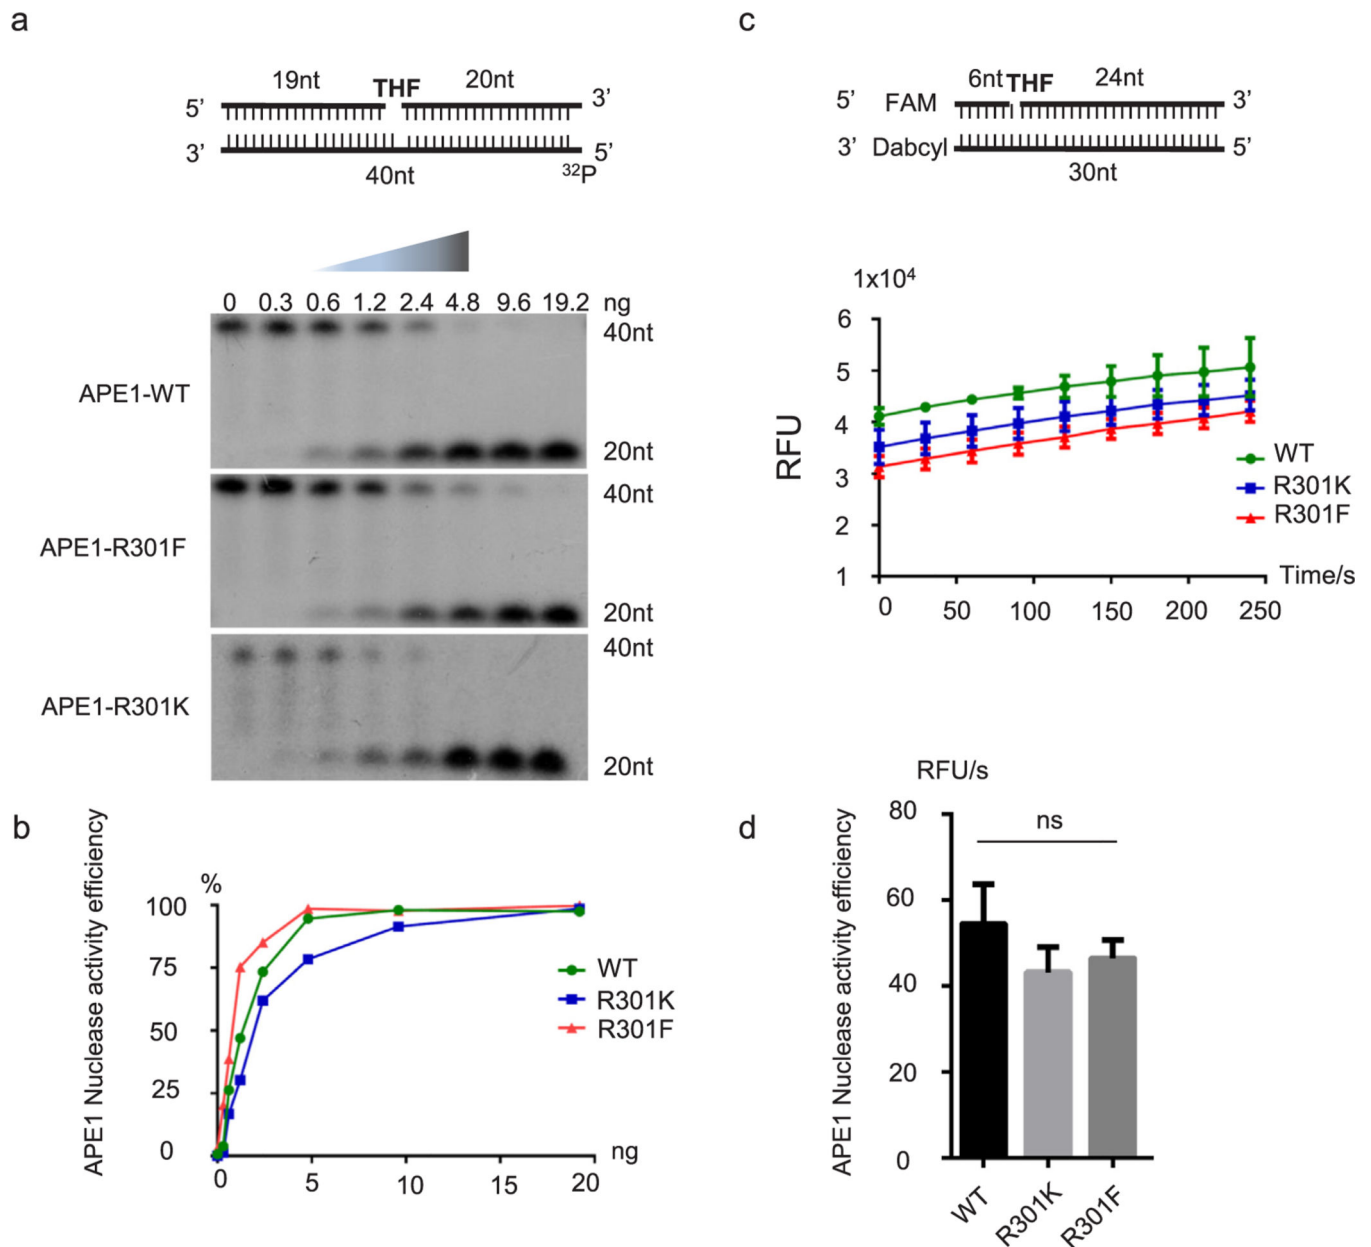 a
19nt THF 20nt
5’ 3’
3’ 5’
40nt ³²P
0 0.3 0.6 1.2 2.4 4.8 9.6 19.2 ng
40nt
APE1-WT
20nt
40nt
APE1-R301F
20nt
40nt
APE1-R301K
20nt
b
APE1 Nuclease activity efficiency
%
100
75
50
25
0
0 5 10 15 20
ng
WT
R301K
R301F
c
6nt THF 24nt
5’ FAM 3’
3’ Dabcyl 5’
30nt
1x10⁴
RFU
6
5
4
3
2
1
0 50 100 150 200 250
Time/s
WT
R301K
R301F
d
RFU/s
APE1 Nuclease activity efficiency
80
60
40
20
0
ns
WT R301K R301F